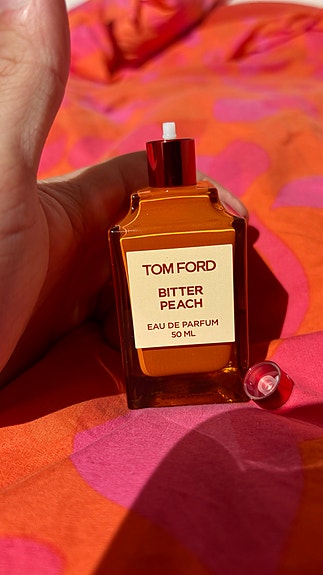 TOM FORD
BITTER
PEACH
EAU DE PARFUM
50 ML